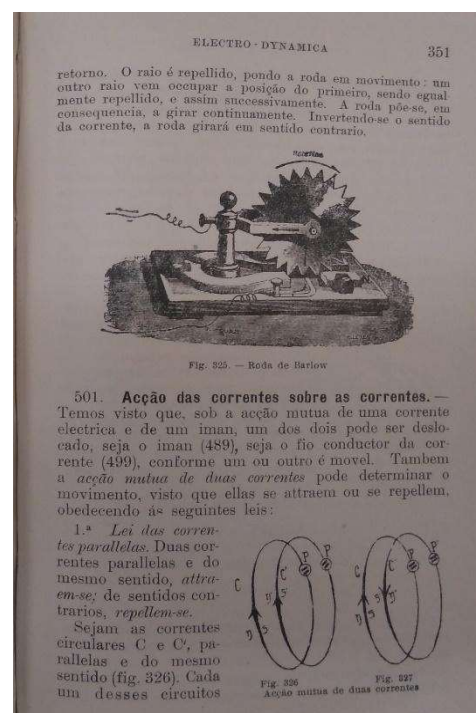 ELECTRO-DYNAMICA
351
retorno. O raio é repellido, pondo a roda em movimento: um
outro raio vem occupar a posição do primeiro, sendo egual-
mente repellido, e assim successivamente. A roda põe-se, em
consequencia, a girar continuamente. Invertendo-se o sentido
da corrente, a roda girará em sentido contrario.
Fig. 325. — Roda de Barlow
501. Acção das correntes sobre as correntes. —
Temos visto que, sob a acção mutua de uma corrente
electrica e de um iman, um dos dois pode ser deslo-
cado, seja o iman (489), seja o fio conductor da cor-
rente (499), conforme um ou outro é movel. Tambem
a acção mutua de duas correntes pode determinar o
movimento, visto que ellas se attraem ou se repellem,
obedecendo ás seguintes leis:
1.ª Lei das corren-
tes parallelas. Duas cor-
rentes parallelas e do
mesmo sentido, attra-
em-se; de sentidos con-
trarios, repellem-se.
Sejam as correntes
circulares C e C′, pa-
rallelas e do mesmo
sentido (fig. 326). Cada
um desses circuitos
C C' P P
N S S'
C C' P P
N S
Fig. 326
Fig. 327
Acção mutua de duas correntes